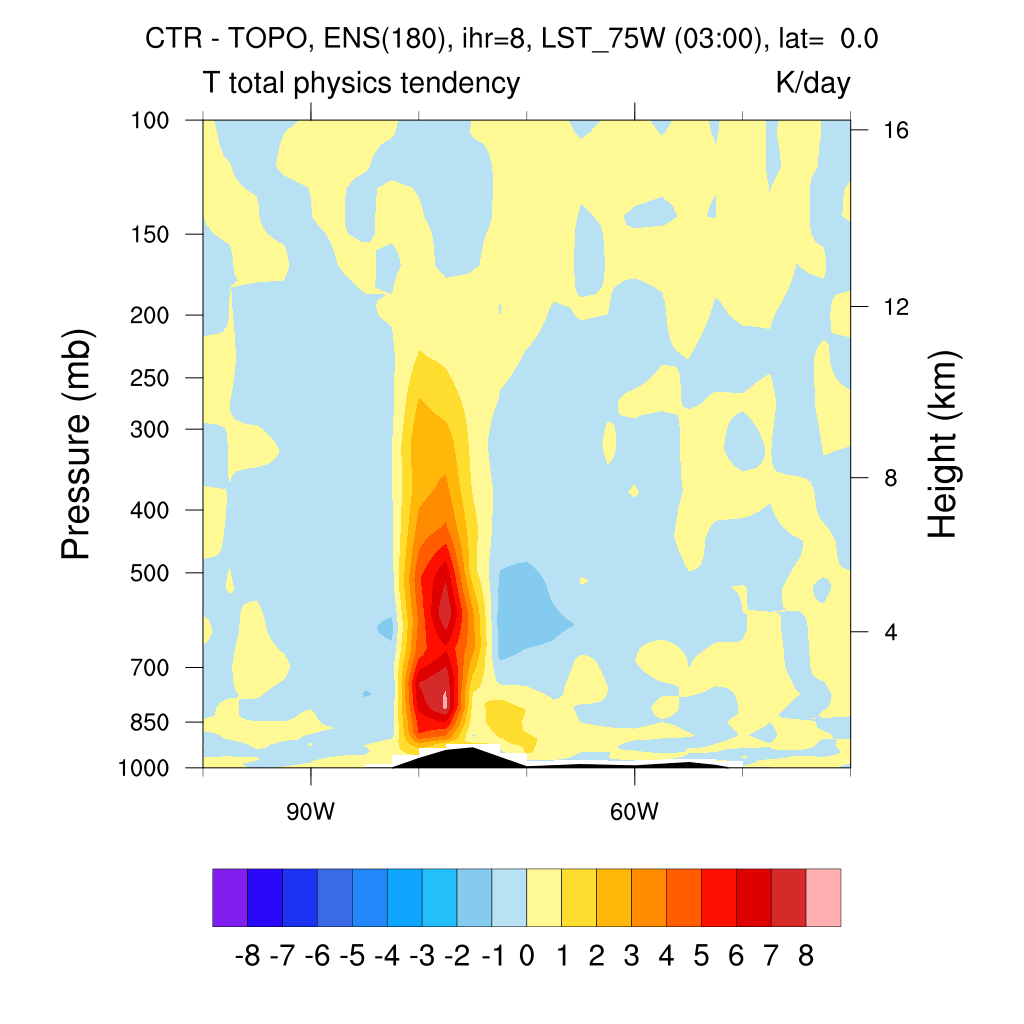 CTR - TOPO, ENS(180), ihr=8, LST_75W (03:00), lat=  0.0
T total physics tendency K/day
100
150
200
250
300
400
500
700
850
1000
Pressure (mb)
16
12
8
4
Height (km)
90W 60W
-8 -7 -6 -5 -4 -3 -2 -1 0 1 2 3 4 5 6 7 8